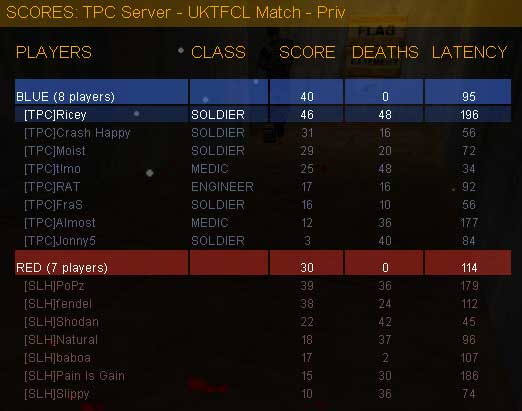 SCORES: TPC Server - UKTFCL Match - Priv
FLAG
PLAYERS CLASS SCORE DEATHS LATENCY
BLUE (8 players) 40 0 95
[TPC]Ricey SOLDIER 46 48 196
[TPC]Crash Happy SOLDIER 31 16 56
[TPC]Moist SOLDIER 29 20 72
[TPC]tImo MEDIC 25 48 34
[TPC]RAT ENGINEER 17 16 92
[TPC]FraS SOLDIER 16 10 56
[TPC]Almost MEDIC 12 36 177
[TPC]Jonny5 SOLDIER 3 40 84
RED (7 players) 30 0 114
[SLH]PoPz 39 36 179
[SLH]fendel 38 24 112
[SLH]Shodan 22 42 45
[SLH]Natural 18 37 96
[SLH]baboa 17 2 107
[SLH]Pain Is Gain 15 30 186
[SLH]Slippy 10 36 74